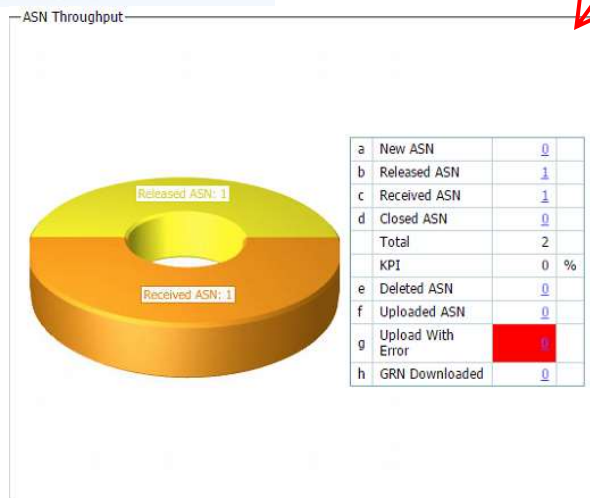 ASN Throughput
Released ASN: 1
Received ASN: 1
a New ASN 0
b Released ASN 1
c Received ASN 1
d Closed ASN 0
Total 2
KPI 0 %
e Deleted ASN 0
f Uploaded ASN 0
g Upload With
Error 0
h GRN Downloaded 0